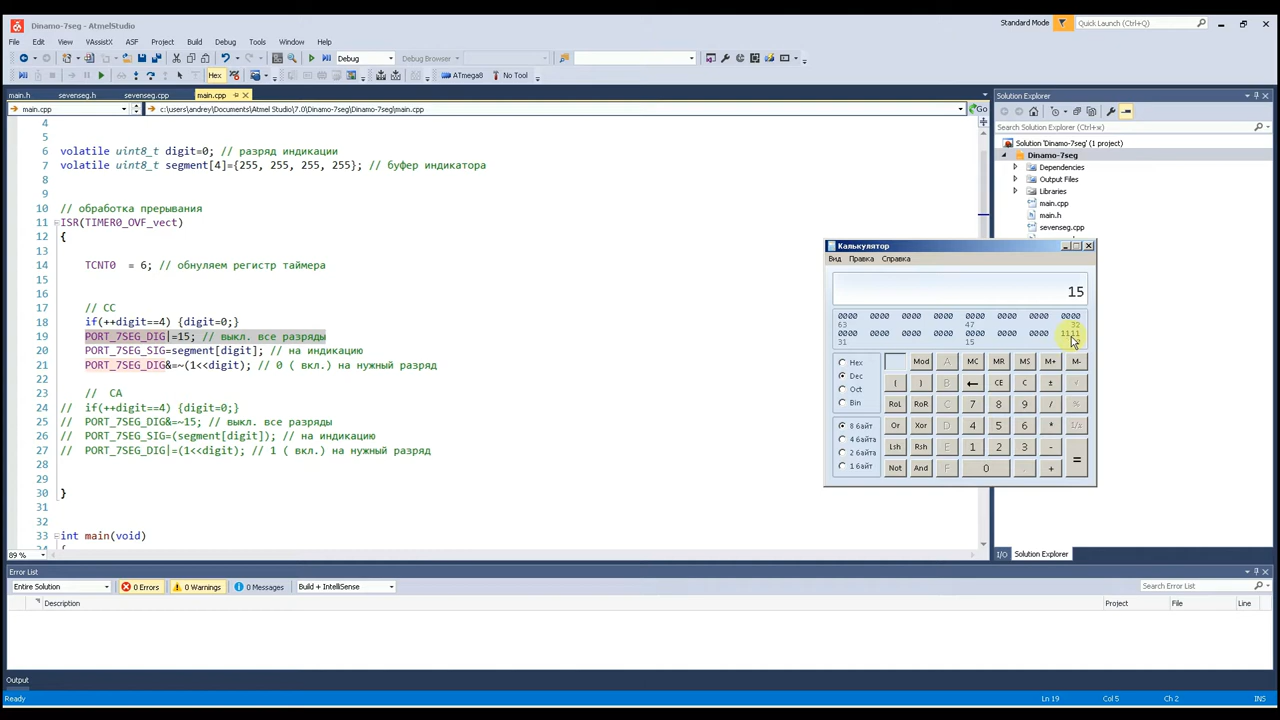 Dinamo-7seg - AtmelStudio
Standard Mode
Quick Launch (Ctrl+Q)
File Edit View VAssistX ASF Project Build Debug Tools Window Help
Debug
Debug Browser
Hex
ATmega8
No Tool
main.h sevenseg.h sevenseg.cpp main.cpp
main.cpp
c:\users\andrey\Documents\Atmel Studio\7.0\Dinamo-7seg\Dinamo-7seg\main.cpp
Go
4
5
6 volatile uint8_t digit=0; // разряд индикации
7 volatile uint8_t segment[4]={255, 255, 255, 255}; // буфер индикатора
8
9
10 // обработка прерывания
11 ISR(TIMER0_OVF_vect)
12 {
13
14 TCNT0 = 6; // обнуляем регистр таймера
15
16
17 // CC
18 if(++digit==4) {digit=0;}
19 PORT_7SEG_DIG|=15; // выкл. все разряды
20 PORT_7SEG_SIG=segment[digit]; // на индикацию
21 PORT_7SEG_DIG&=~(1<<digit); // 0 ( вкл.) на нужный разряд
22
23 // CA
24 // if(++digit==4) {digit=0;}
25 // PORT_7SEG_DIG&=~15; // выкл. все разряды
26 // PORT_7SEG_SIG=(segment[digit]); // на индикацию
27 // PORT_7SEG_DIG|=(1<<digit); // 1 ( вкл.) на нужный разряд
28
29
30 }
31
32
33 int main(void)
34 {
89 %
Solution Explorer
Search Solution Explorer (Ctrl+ж)
Solution 'Dinamo-7seg' (1 project)
Dinamo-7seg
Dependencies
Output Files
Libraries
main.cpp
main.h
sevenseg.cpp
Калькулятор
Вид Правка Справка
15
0000 0000 0000 0000 0000 0000 0000 0000
63 47 32
0000 0000 0000 0000 0000 0000 0000 1111
31 15
Hex Mod A MC MR MS M+ M-
Dec ( ) B ← CE C ± √
Oct
Bin RoL RoR C 7 8 9 / %
8 байт Or Xor D 4 5 6 * 1/x
4 байта Lsh Rsh E 1 2 3 - =
2 байта
1 байт Not And F 0 . +
I/O Solution Explorer
Error List
Entire Solution
0 Errors
0 Warnings
0 Messages
Build + IntelliSense
Search Error List
Description Project File Line
Output
Ready Ln 19 Col 5 Ch 2 INS